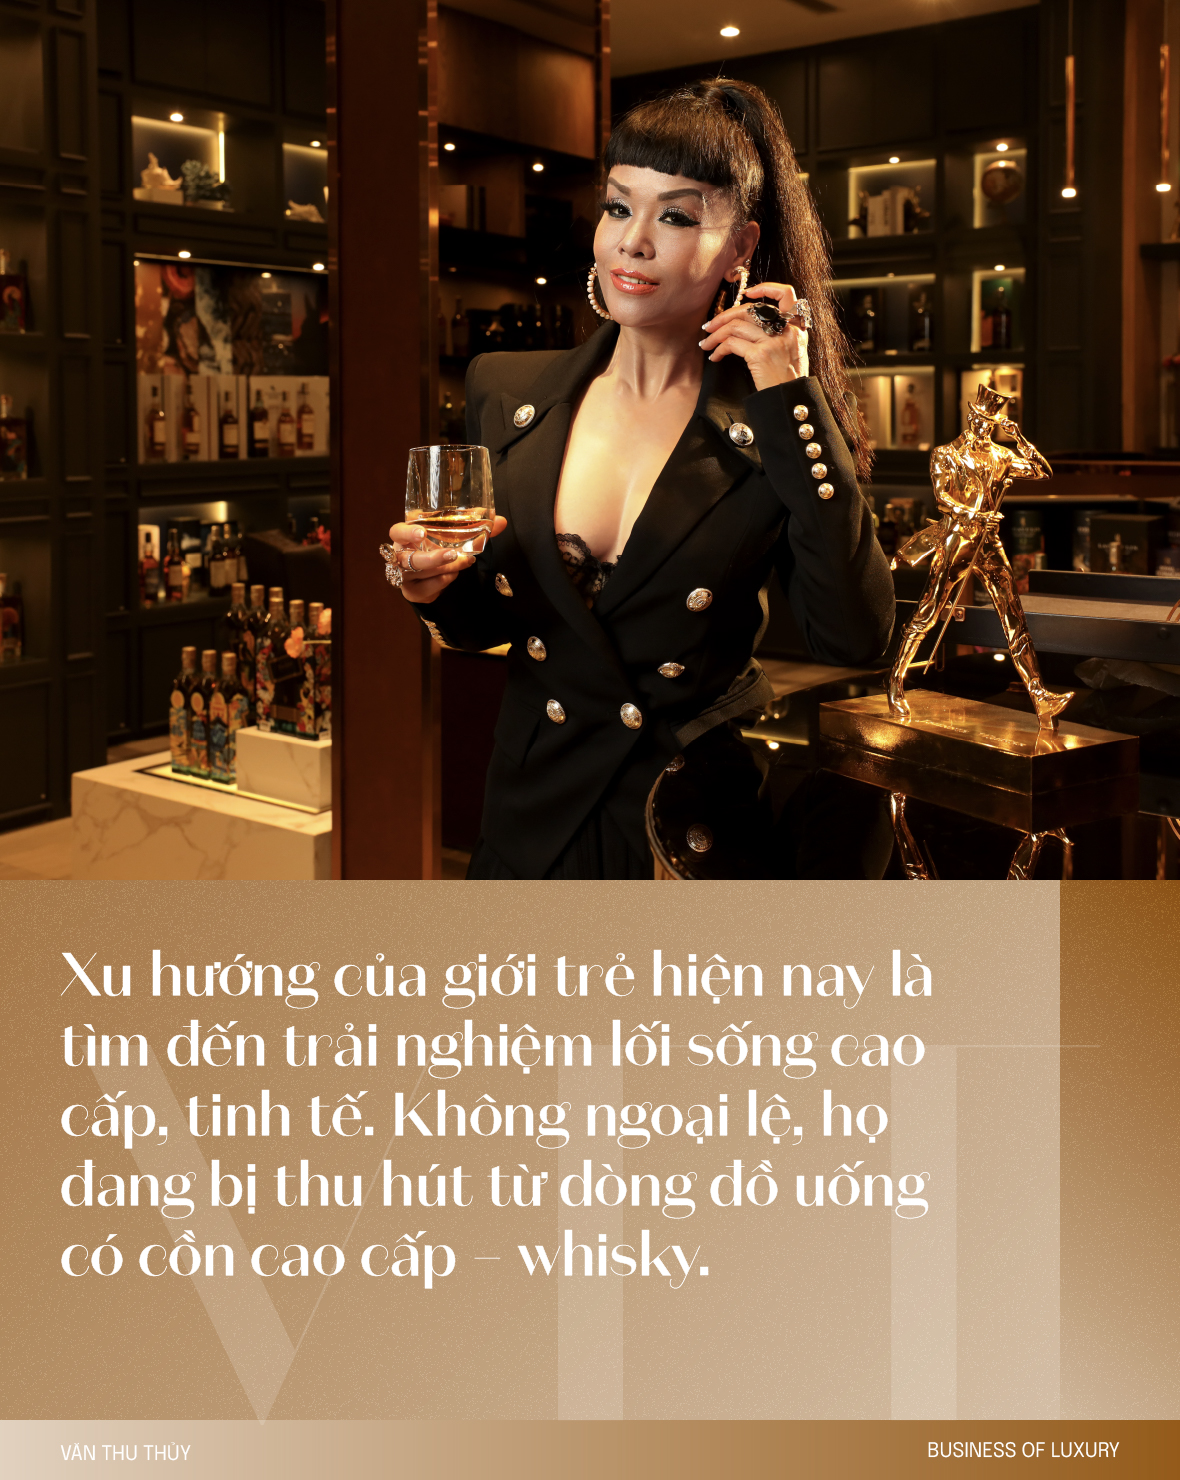 Xu hướng của giới trẻ hiện nay là
tìm đến trải nghiệm lối sống cao
cấp, tinh tế. Không ngoại lệ, họ
đang bị thu hút từ dòng đồ uống
có cồn cao cấp – whisky.
VĂN THU THỦY
BUSINESS OF LUXURY